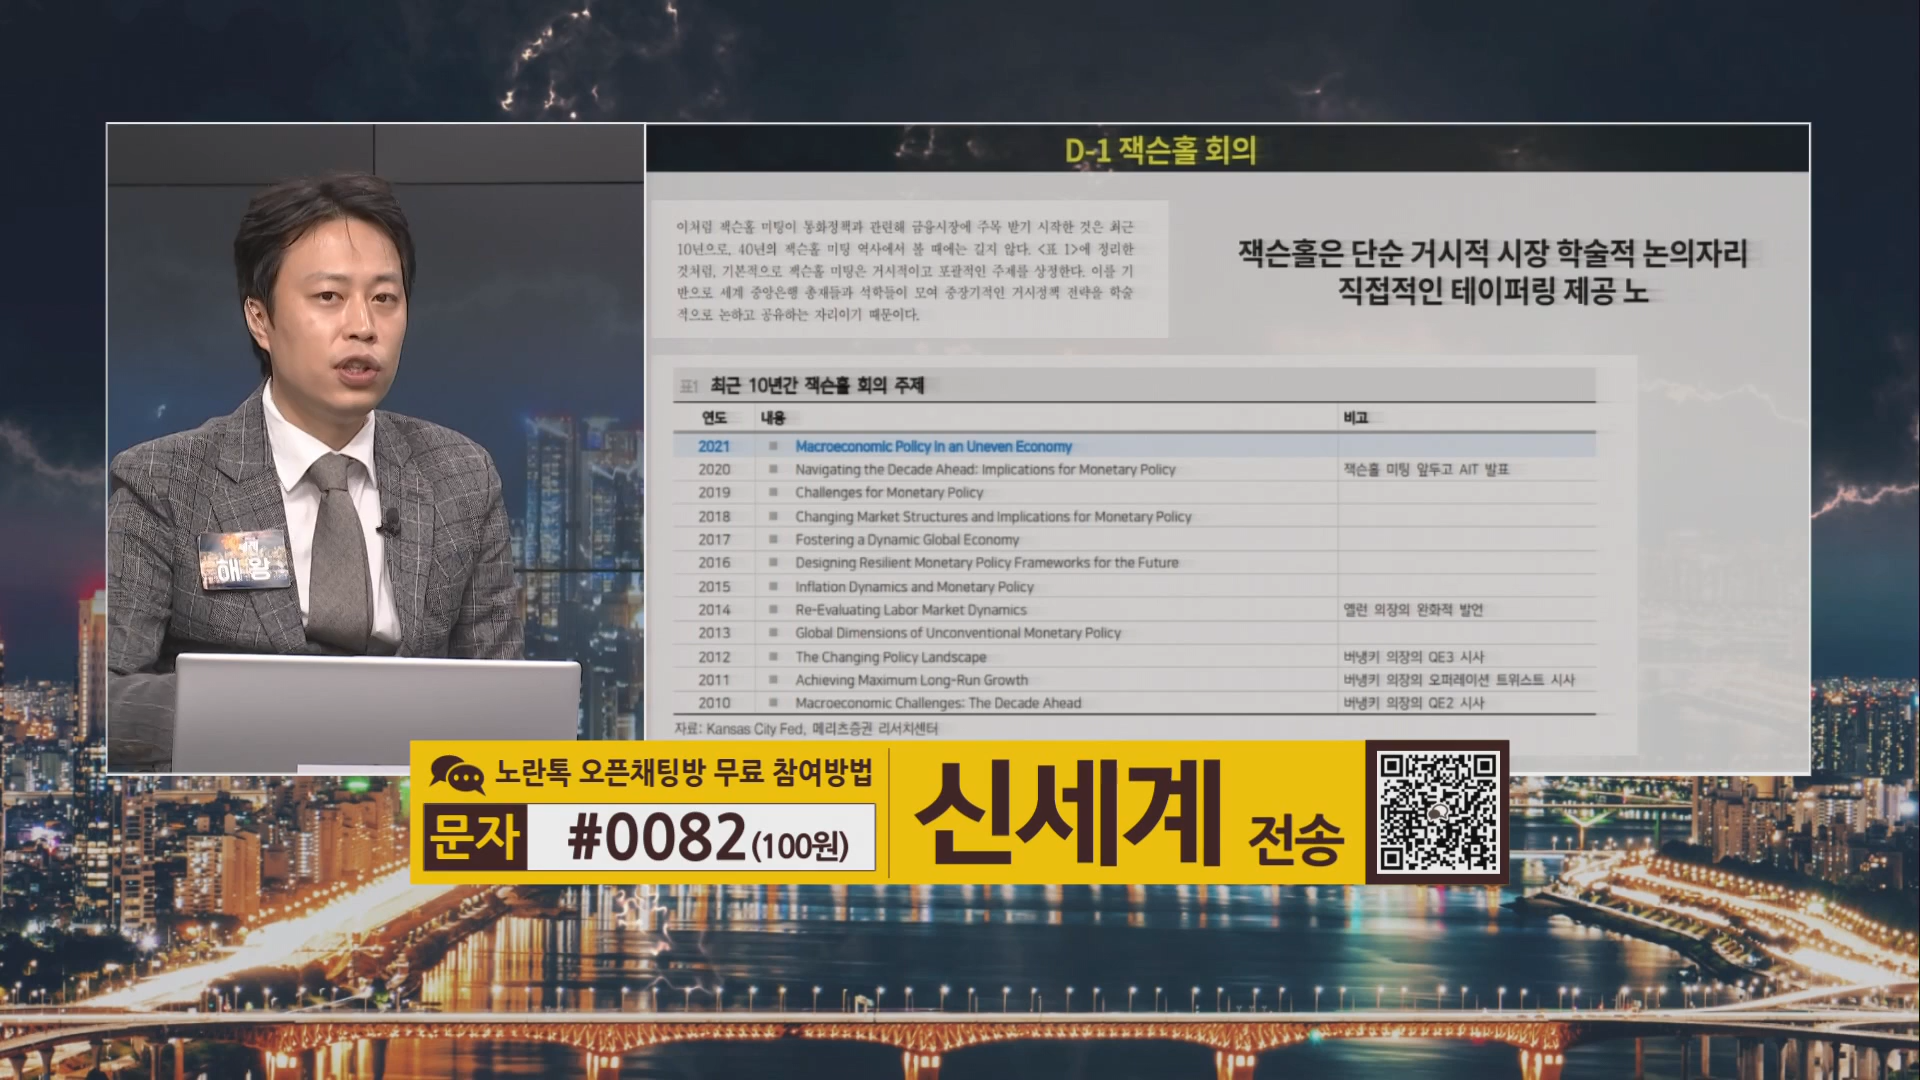 D-1 잭슨홀 회의
이처럼 잭슨홀 미팅이 통화정책과 관련해 금융시장에 주목 받기 시작한 것은 최근
10년으로, 40년의 잭슨홀 미팅 역사에서 볼 때에는 길지 않다. <표 1>에 정리한
것처럼, 기본적으로 잭슨홀 미팅은 거시적이고 포괄적인 주제를 상정한다. 이를 기
반으로 세계 중앙은행 총재들과 석학들이 모여 중장기적인 거시정책 전략을 학술
적으로 논하고 공유하는 자리이기 때문이다.
잭슨홀은 단순 거시적 시장 학술적 논의자리
직접적인 테이퍼링 제공 노
표1 최근 10년간 잭슨홀 회의 주제
연도 내용 비고
2021 ■ Macroeconomic Policy in an Uneven Economy
2020 ■ Navigating the Decade Ahead: Implications for Monetary Policy 잭슨홀 미팅 앞두고 AIT 발표
2019 ■ Challenges for Monetary Policy
2018 ■ Changing Market Structures and Implications for Monetary Policy
2017 ■ Fostering a Dynamic Global Economy
2016 ■ Designing Resilient Monetary Policy Frameworks for the Future
2015 ■ Inflation Dynamics and Monetary Policy
2014 ■ Re-Evaluating Labor Market Dynamics 옐런 의장의 완화적 발언
2013 ■ Global Dimensions of Unconventional Monetary Policy
2012 ■ The Changing Policy Landscape 버냉키 의장의 QE3 시사
2011 ■ Achieving Maximum Long-Run Growth 버냉키 의장의 오퍼레이션 트위스트 시사
2010 ■ Macroeconomic Challenges: The Decade Ahead 버냉키 의장의 QE2 시사
자료: Kansas City Fed, 메리츠증권 리서치센터
해왕
노란톡 오픈채팅방 무료 참여방법
문자 #0082(100원)
신세계 전송